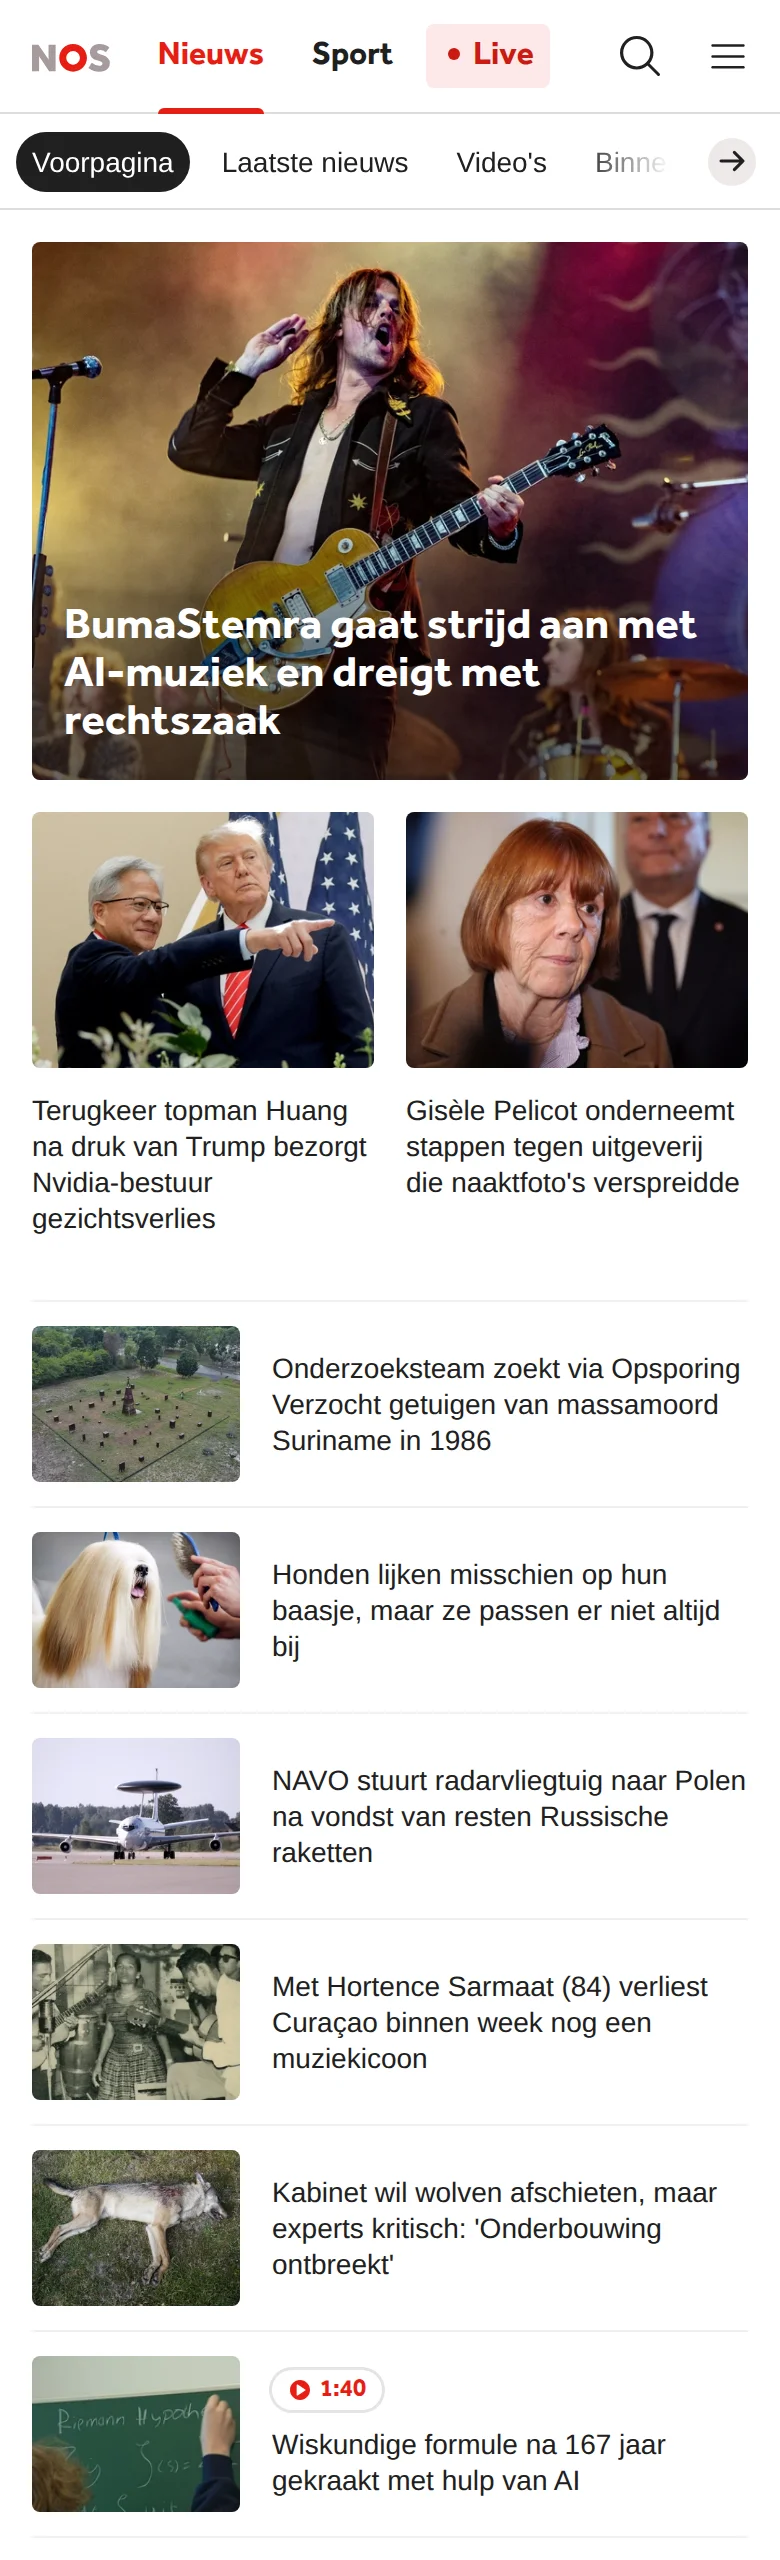 NOS Nieuws Sport Live
Voorpagina Laatste nieuws Video's Binne
BumaStemra gaat strijd aan met
AI-muziek en dreigt met
rechtszaak
Terugkeer topman Huang
na druk van Trump bezorgt
Nvidia-bestuur
gezichtsverlies
Gisèle Pelicot onderneemt
stappen tegen uitgeverij
die naaktfoto's verspreidde
Onderzoeksteam zoekt via Opsporing
Verzocht getuigen van massamoord
Suriname in 1986
Honden lijken misschien op hun
baasje, maar ze passen er niet altijd
bij
NAVO stuurt radarvliegtuig naar Polen
na vondst van resten Russische
raketten
Met Hortence Sarmaat (84) verliest
Curaçao binnen week nog een
muziekicoon
Kabinet wil wolven afschieten, maar
experts kritisch: 'Onderbouwing
ontbreekt'
Riemann Hypothe
ζ(s)=
1:40
Wiskundige formule na 167 jaar
gekraakt met hulp van AI